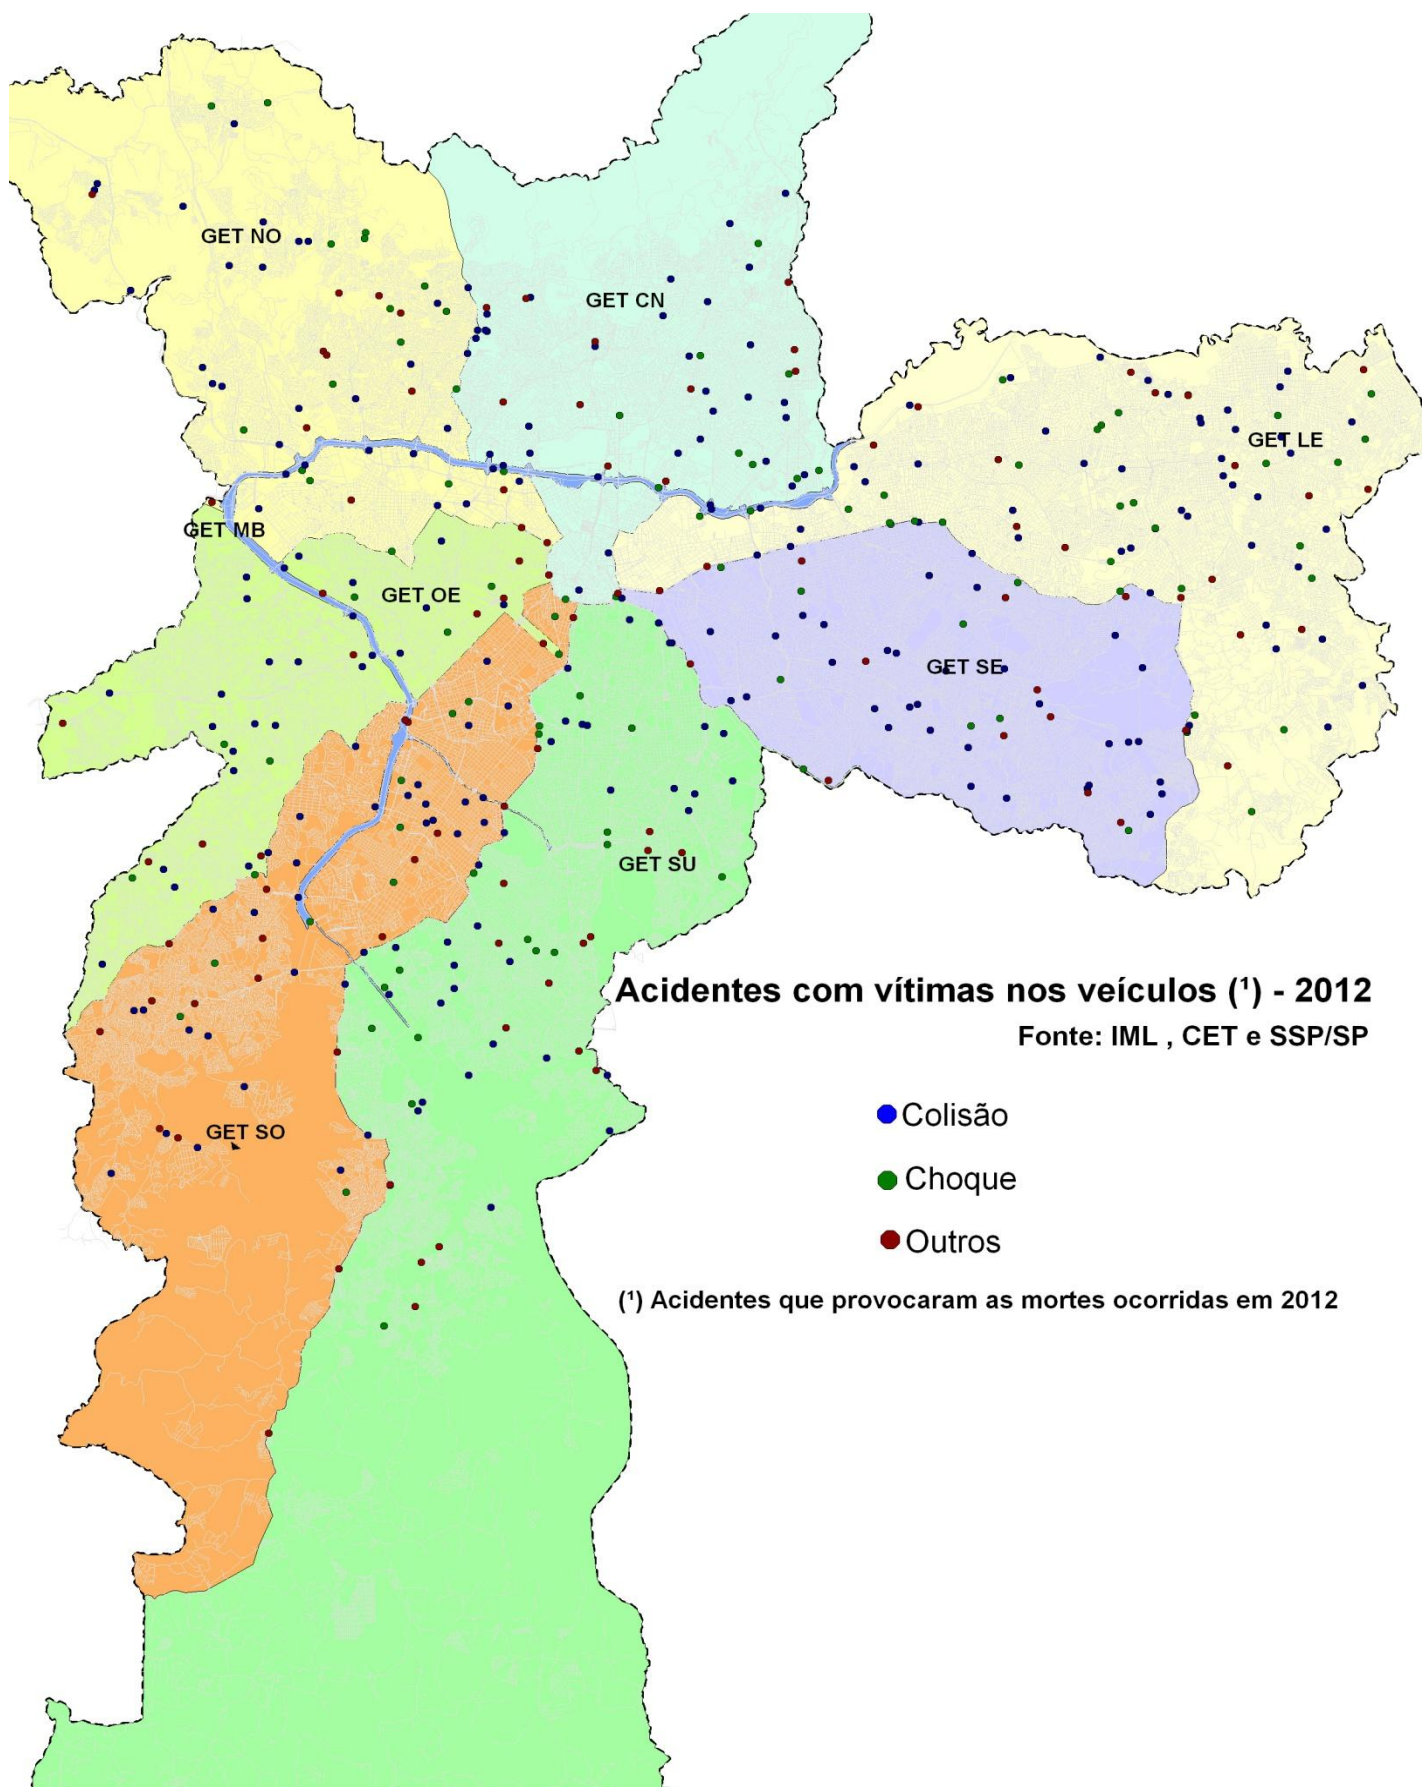 GET NO
GET CN
GET LE
GET MB
GET OE
GET SE
GET SU
Acidentes com vítimas nos veículos (¹) - 2012
Fonte: IML , CET e SSP/SP
Colisão
Choque
GET SO
Outros
(¹) Acidentes que provocaram as mortes ocorridas em 2012